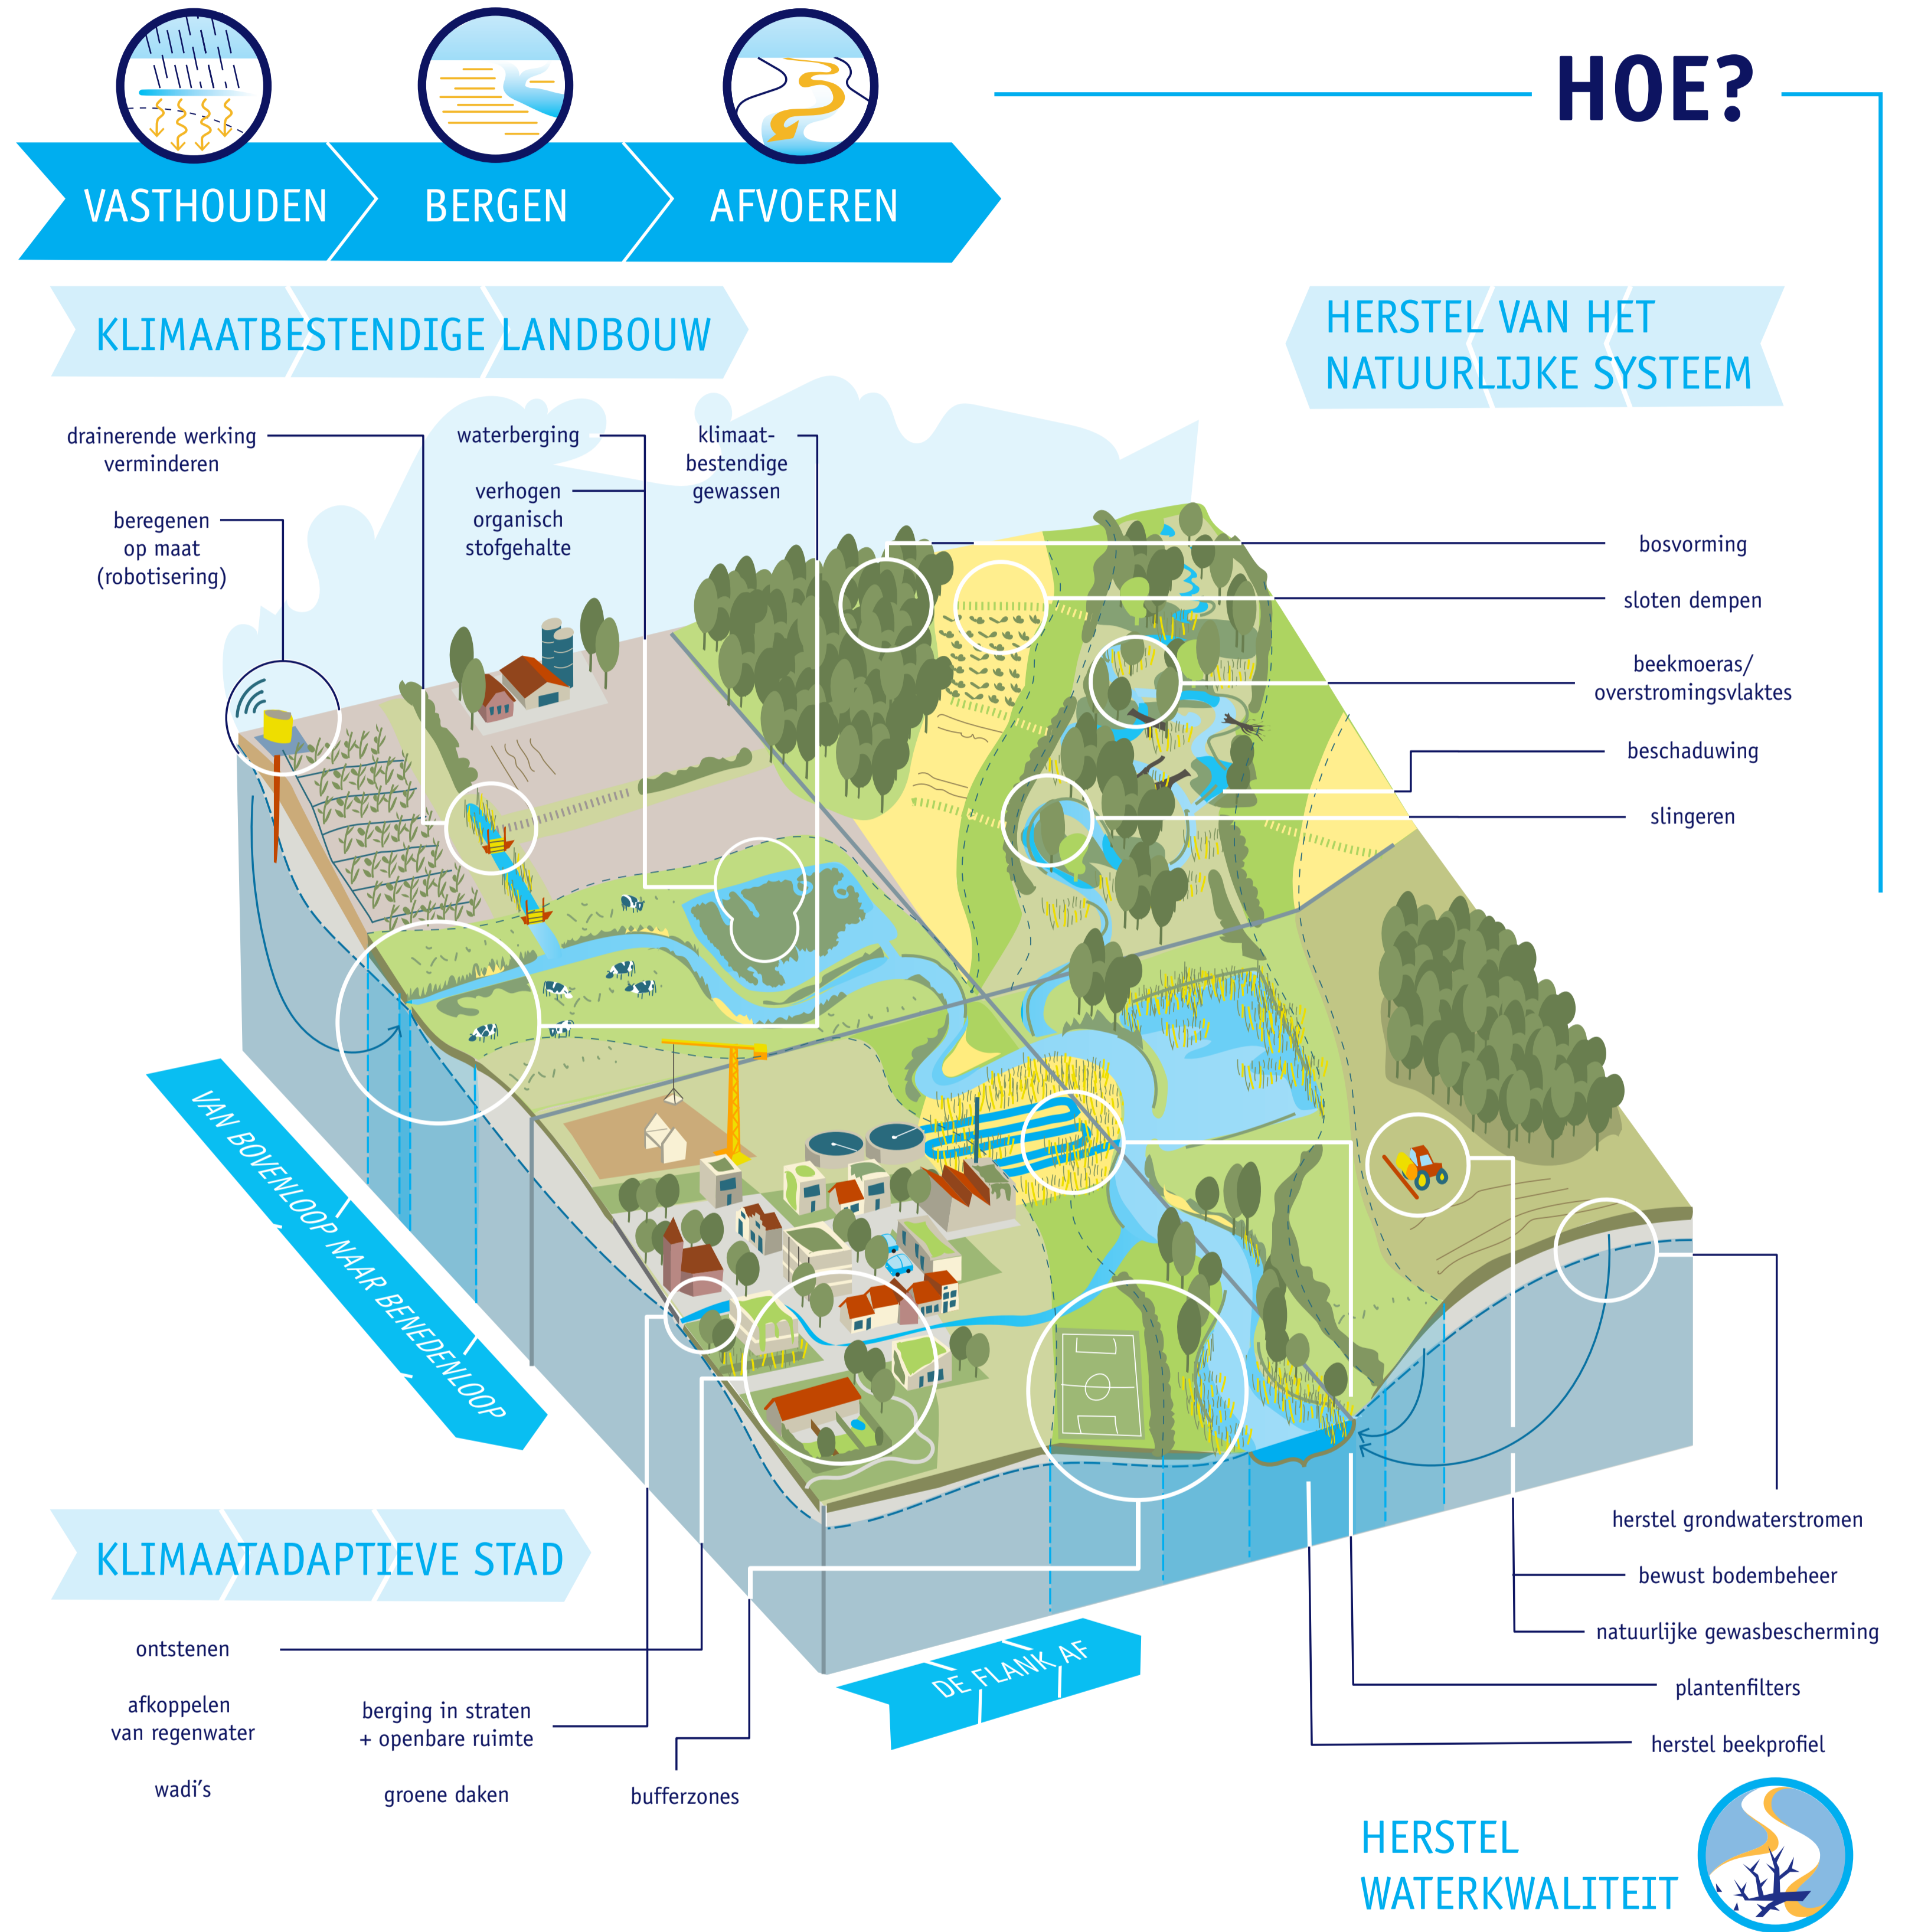 HOE?
VASTHOUDEN
BERGEN
AFVOEREN
KLIMAATBESTENDIGE LANDBOUW
HERSTEL VAN HET
NATUURLIJKE SYSTEEM
drainerende werking
verminderen
beregenen
op maat
(robotisering)
waterberging
verhogen
organisch
stofgehalte
klimaat-
bestendige
gewassen
bosvorming
sloten dempen
beekmoeras/
overstromingsvlaktes
beschaduwing
slingeren
VAN BOVENLOOP NAAR BENEDENLOOP
DE FLANK AF
KLIMAATADAPTIEVE STAD
ontstenen
afkoppelen
van regenwater
wadi's
berging in straten
+ openbare ruimte
groene daken
bufferzones
herstel grondwaterstromen
bewust bodembeheer
natuurlijke gewasbescherming
plantenfilters
herstel beekprofiel
HERSTEL
WATERKWALITEIT